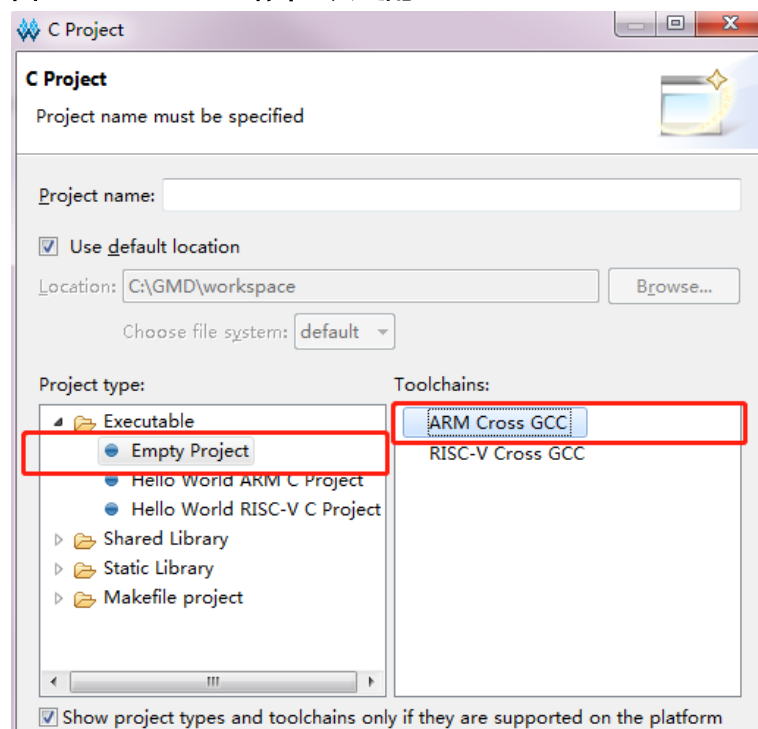 C Project
C Project
Project name must be specified
Project name:
Use default location
Location: C:\GMD\workspace Browse...
Choose file system: default
Project type: Toolchains:
Executable ARM Cross GCC
Empty Project RISC-V Cross GCC
Hello World ARM C Project
Hello World RISC-V C Project
Shared Library
Static Library
Makefile project
Show project types and toolchains only if they are supported on the platform